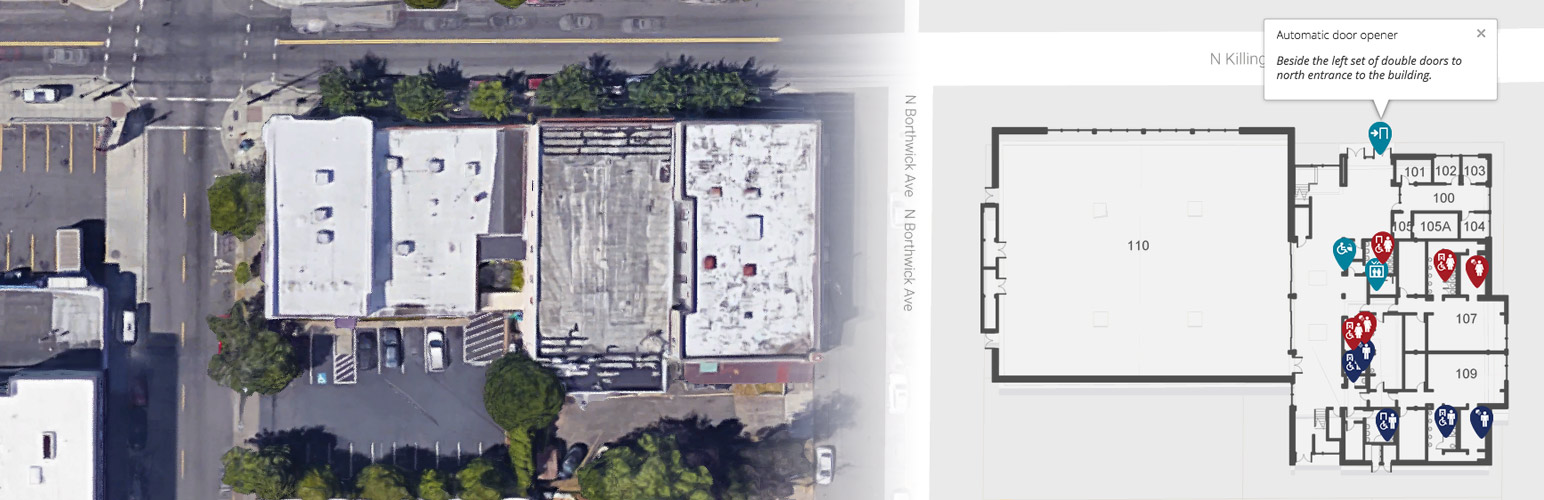 N Killing
Automatic door opener
Beside the left set of double doors to
north entrance to the building.
N Borthwick Ave
N Borthwick Ave
101
102
103
100
105
105A
104
110
107
109